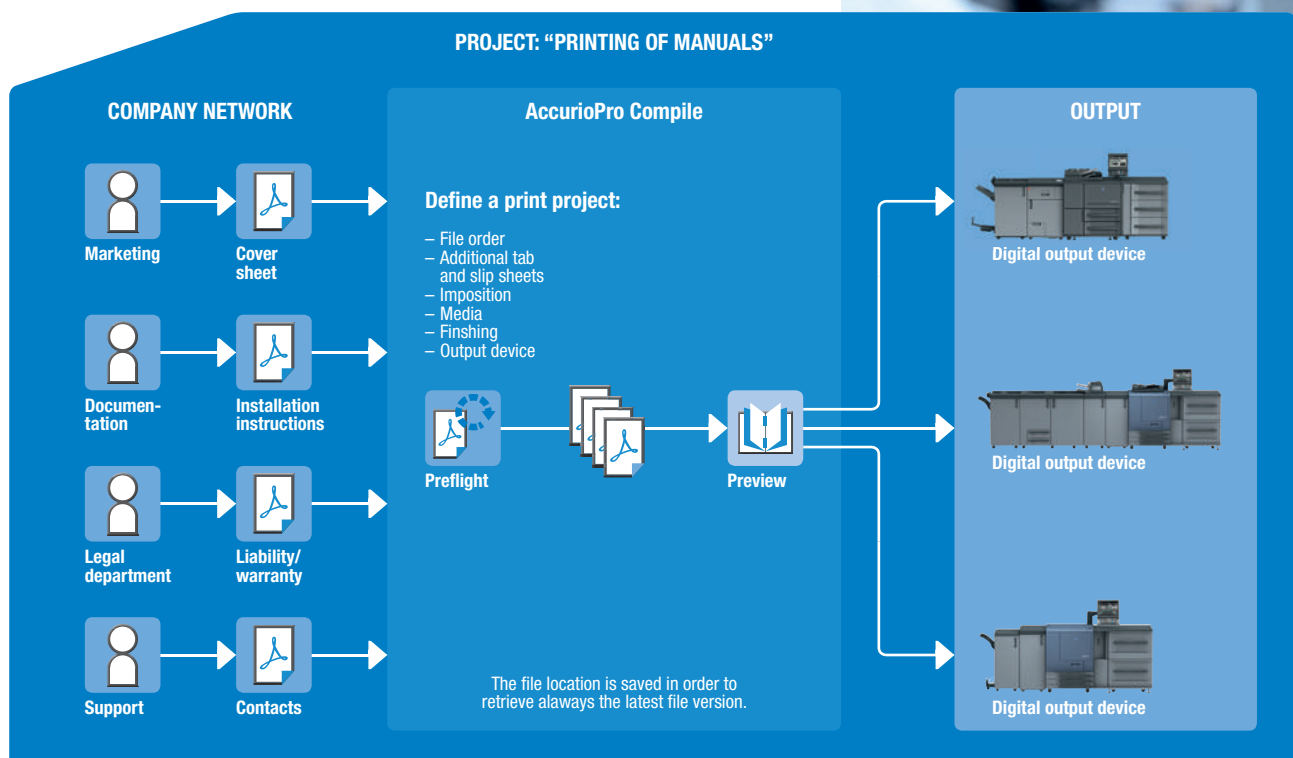 PROJECT: “PRINTING OF MANUALS”
COMPANY NETWORK
Marketing
Cover
sheet
Documen-
tation
Installation
instructions
Legal
department
Liability/
warranty
Support
Contacts
AccurioPro Compile
Define a print project:
– File order
– Additional tab
and slip sheets
– Imposition
– Media
– Finshing
– Output device
Preflight
Preview
The file location is saved in order to
retrieve alaways the latest file version.
OUTPUT
Digital output device
Digital output device
Digital output device